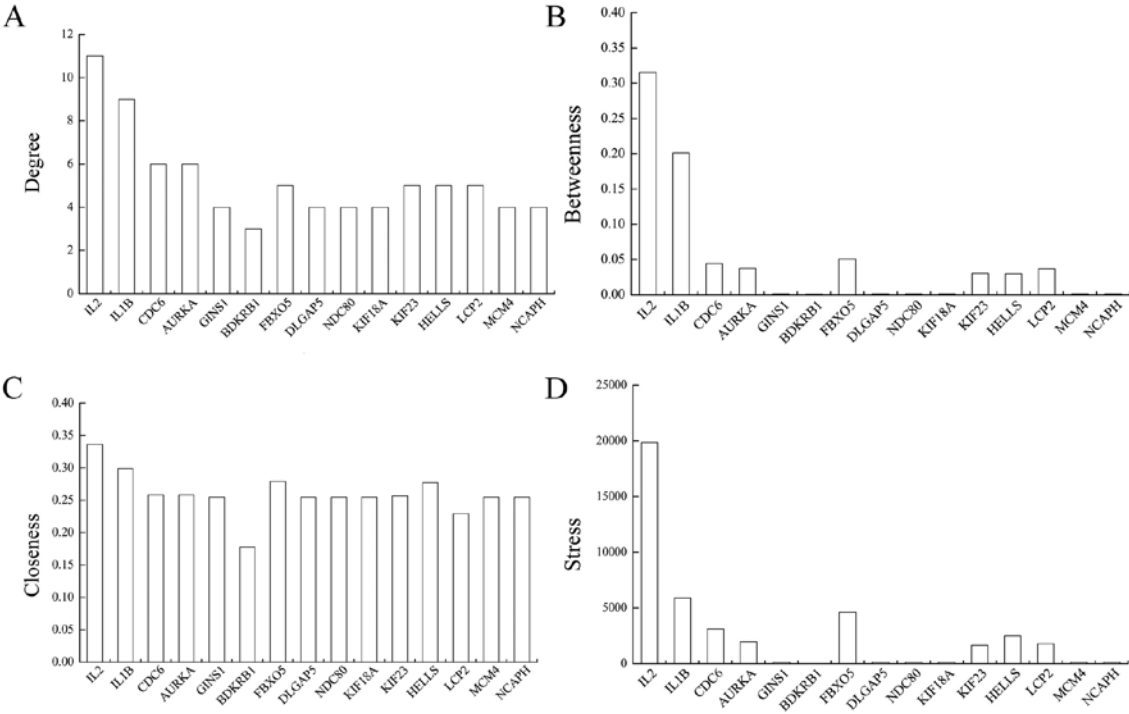 A
Degree
12
10
8
6
4
2
0
IL2 IL1B CDC6 AURKA GINS1 BDKRB1 FBXO5 DLGAP5 NDC80 KIF18A KIF23 HELLS LCP2 MCM4 NCAPH
B
Betweenness
0.40
0.35
0.30
0.25
0.20
0.15
0.10
0.05
0.00
IL2 IL1B CDC6 AURKA GINS1 BDKRB1 FBXO5 DLGAP5 NDC80 KIF18A KIF23 HELLS LCP2 MCM4 NCAPH
C
Closeness
0.40
0.35
0.30
0.25
0.20
0.15
0.10
0.05
0.00
IL2 IL1B CDC6 AURKA GINS1 BDKRB1 FBXO5 DLGAP5 NDC80 KIF18A KIF23 HELLS LCP2 MCM4 NCAPH
D
Stress
25000
20000
15000
10000
5000
0
IL2 IL1B CDC6 AURKA GINS1 BDKRB1 FBXO5 DLGAP5 NDC80 KIF18A KIF23 HELLS LCP2 MCM4 NCAPH